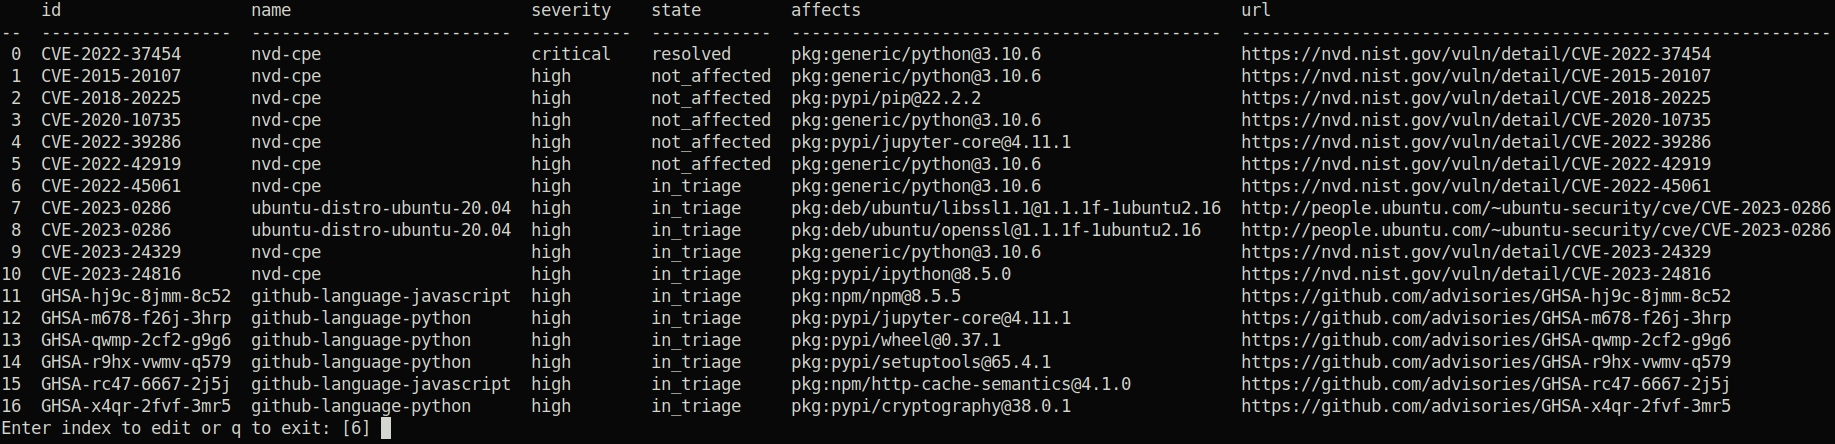 id                   name                        severity    state         affects                                      url
--  -------------------  --------------------------  ----------  ------------  -------------------------------------------  -----------------------------------------------------------
 0  CVE-2022-37454       nvd-cpe                     critical    resolved      pkg:generic/python@3.10.6                    https://nvd.nist.gov/vuln/detail/CVE-2022-37454
 1  CVE-2015-20107       nvd-cpe                     high        not_affected  pkg:generic/python@3.10.6                    https://nvd.nist.gov/vuln/detail/CVE-2015-20107
 2  CVE-2018-20225       nvd-cpe                     high        not_affected  pkg:pypi/pip@22.2.2                          https://nvd.nist.gov/vuln/detail/CVE-2018-20225
 3  CVE-2020-10735       nvd-cpe                     high        not_affected  pkg:generic/python@3.10.6                    https://nvd.nist.gov/vuln/detail/CVE-2020-10735
 4  CVE-2022-39286       nvd-cpe                     high        not_affected  pkg:pypi/jupyter-core@4.11.1                 https://nvd.nist.gov/vuln/detail/CVE-2022-39286
 5  CVE-2022-42919       nvd-cpe                     high        not_affected  pkg:generic/python@3.10.6                    https://nvd.nist.gov/vuln/detail/CVE-2022-42919
 6  CVE-2022-45061       nvd-cpe                     high        in_triage     pkg:generic/python@3.10.6                    https://nvd.nist.gov/vuln/detail/CVE-2022-45061
 7  CVE-2023-0286        ubuntu-distro-ubuntu-20.04  high        in_triage     pkg:deb/ubuntu/libssl1.1@1.1.1f-1ubuntu2.16  http://people.ubuntu.com/~ubuntu-security/cve/CVE-2023-0286
 8  CVE-2023-0286        ubuntu-distro-ubuntu-20.04  high        in_triage     pkg:deb/ubuntu/openssl@1.1.1f-1ubuntu2.16    http://people.ubuntu.com/~ubuntu-security/cve/CVE-2023-0286
 9  CVE-2023-24329       nvd-cpe                     high        in_triage     pkg:generic/python@3.10.6                    https://nvd.nist.gov/vuln/detail/CVE-2023-24329
10  CVE-2023-24816       nvd-cpe                     high        in_triage     pkg:pypi/ipython@8.5.0                       https://nvd.nist.gov/vuln/detail/CVE-2023-24816
11  GHSA-hj9c-8jmm-8c52  github-language-javascript  high        in_triage     pkg:npm/npm@8.5.5                            https://github.com/advisories/GHSA-hj9c-8jmm-8c52
12  GHSA-m678-f26j-3hrp  github-language-python      high        in_triage     pkg:pypi/jupyter-core@4.11.1                 https://github.com/advisories/GHSA-m678-f26j-3hrp
13  GHSA-qwmp-2cf2-g9g6  github-language-python      high        in_triage     pkg:pypi/wheel@0.37.1                        https://github.com/advisories/GHSA-qwmp-2cf2-g9g6
14  GHSA-r9hx-vwmv-q579  github-language-python      high        in_triage     pkg:pypi/setuptools@65.4.1                   https://github.com/advisories/GHSA-r9hx-vwmv-q579
15  GHSA-rc47-6667-2j5j  github-language-javascript  high        in_triage     pkg:npm/http-cache-semantics@4.1.0           https://github.com/advisories/GHSA-rc47-6667-2j5j
16  GHSA-x4qr-2fvf-3mr5  github-language-python      high        in_triage     pkg:pypi/cryptography@38.0.1                 https://github.com/advisories/GHSA-x4qr-2fvf-3mr5
Enter index to edit or q to exit: [6]